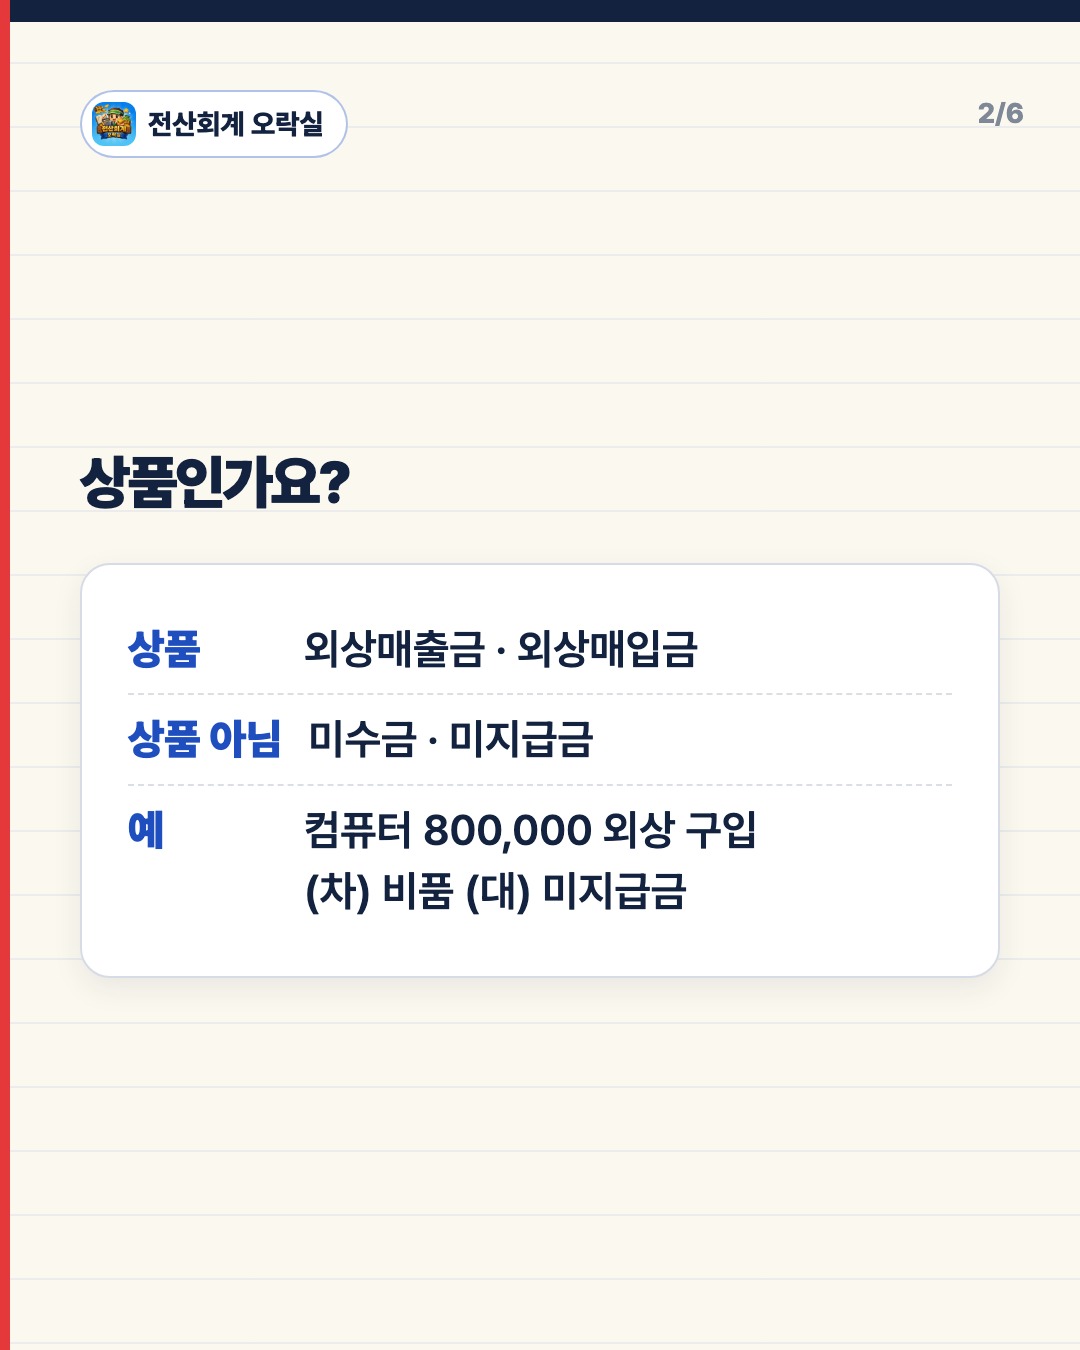 전산회계 오락실
2/6
상품인가요?
상품 외상매출금 · 외상매입금
상품 아님 미수금 · 미지급금
예 컴퓨터 800,000 외상 구입
(차) 비품 (대) 미지급금